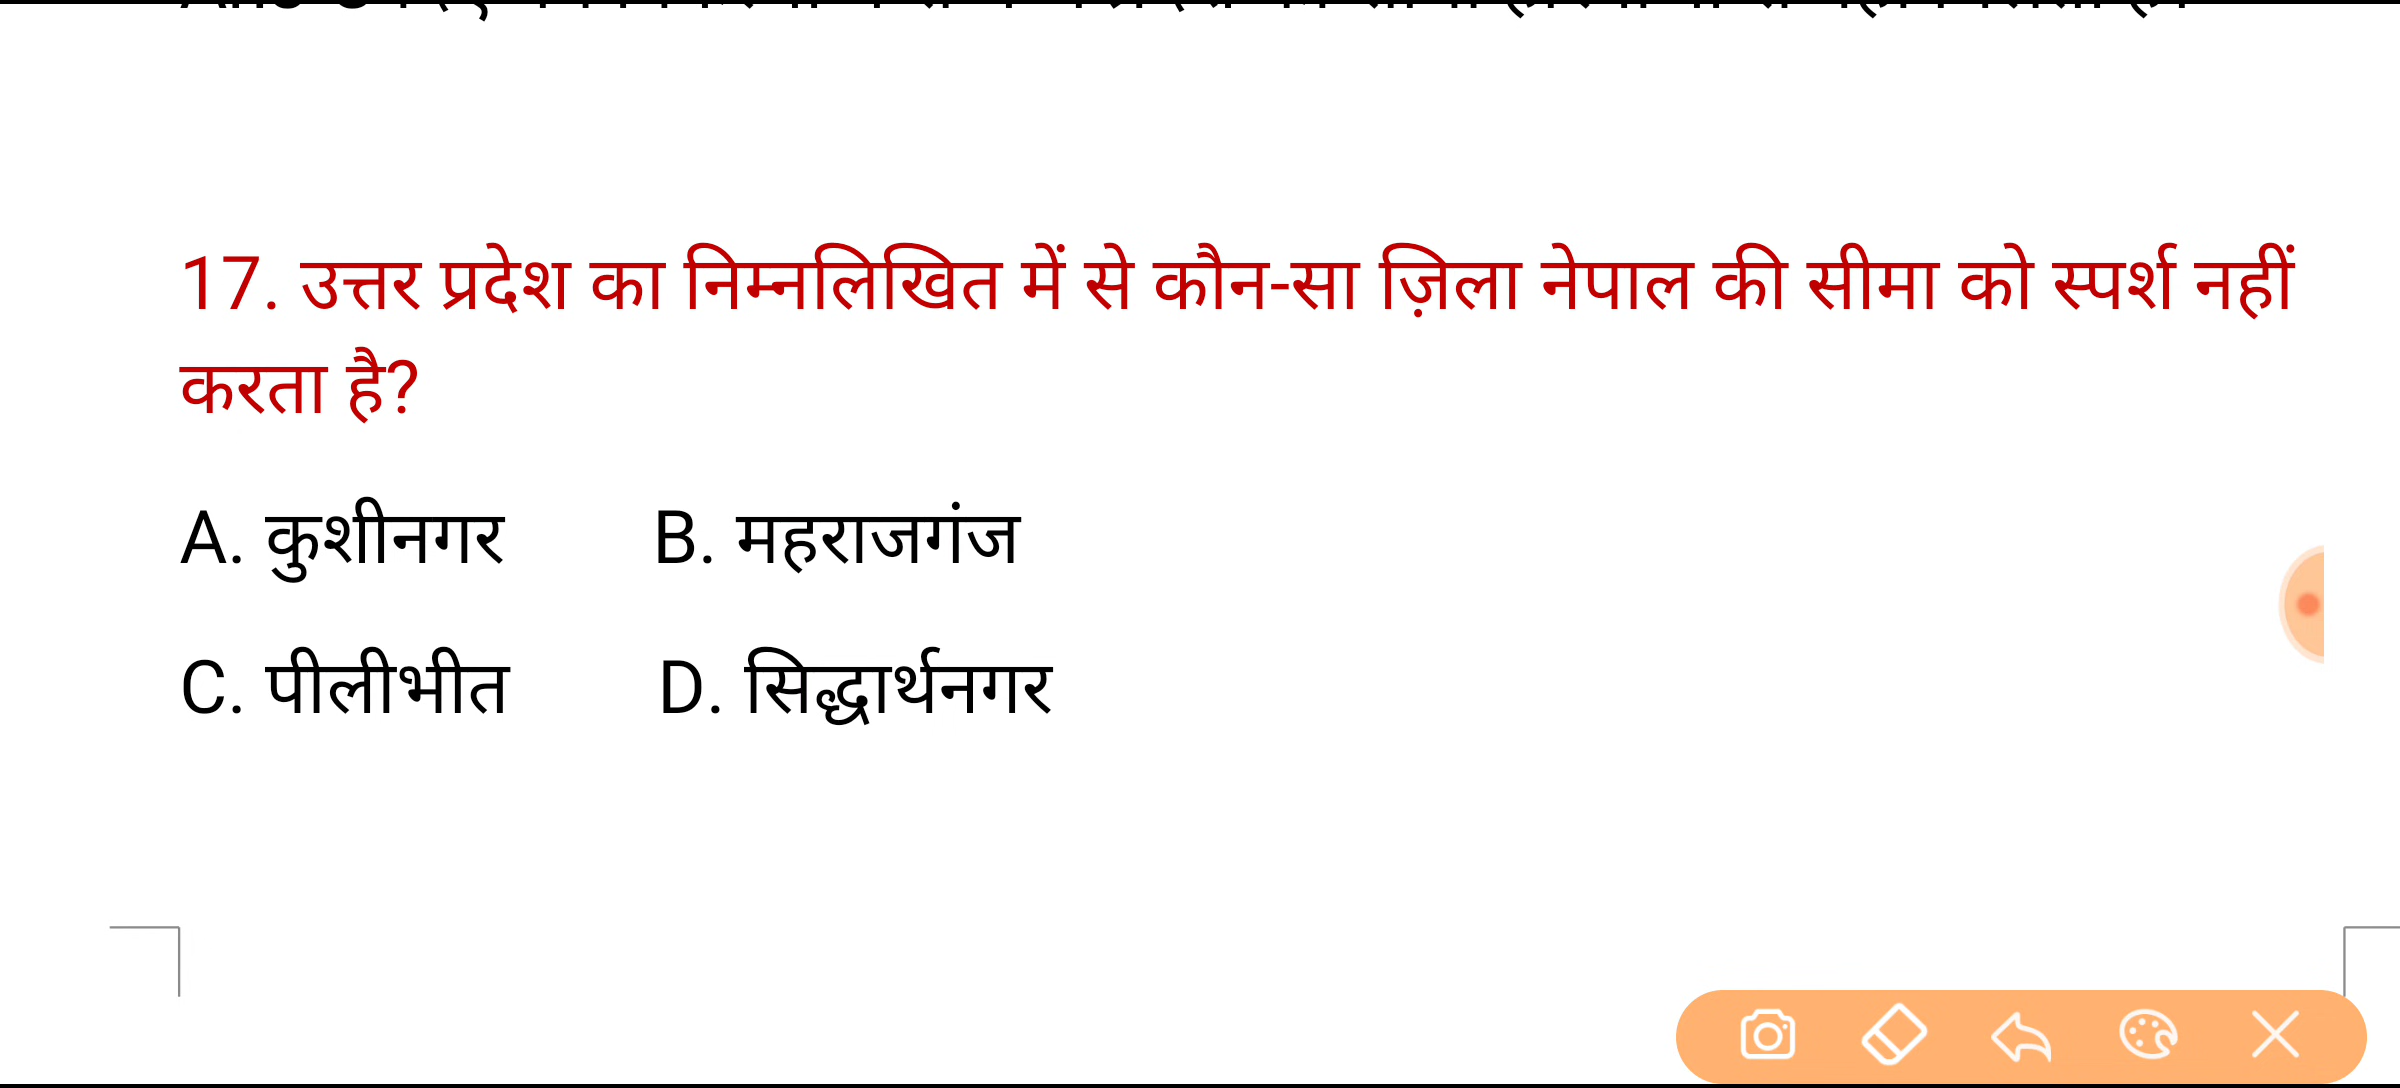 17. उत्तर प्रदेश का निम्नलिखित में से कौन-सा ज़िला नेपाल की सीमा को स्पर्श नहीं
करता है?
A. कुशीनगर B. महराजगंज
C. पीलीभीत D. सिद्धार्थनगर